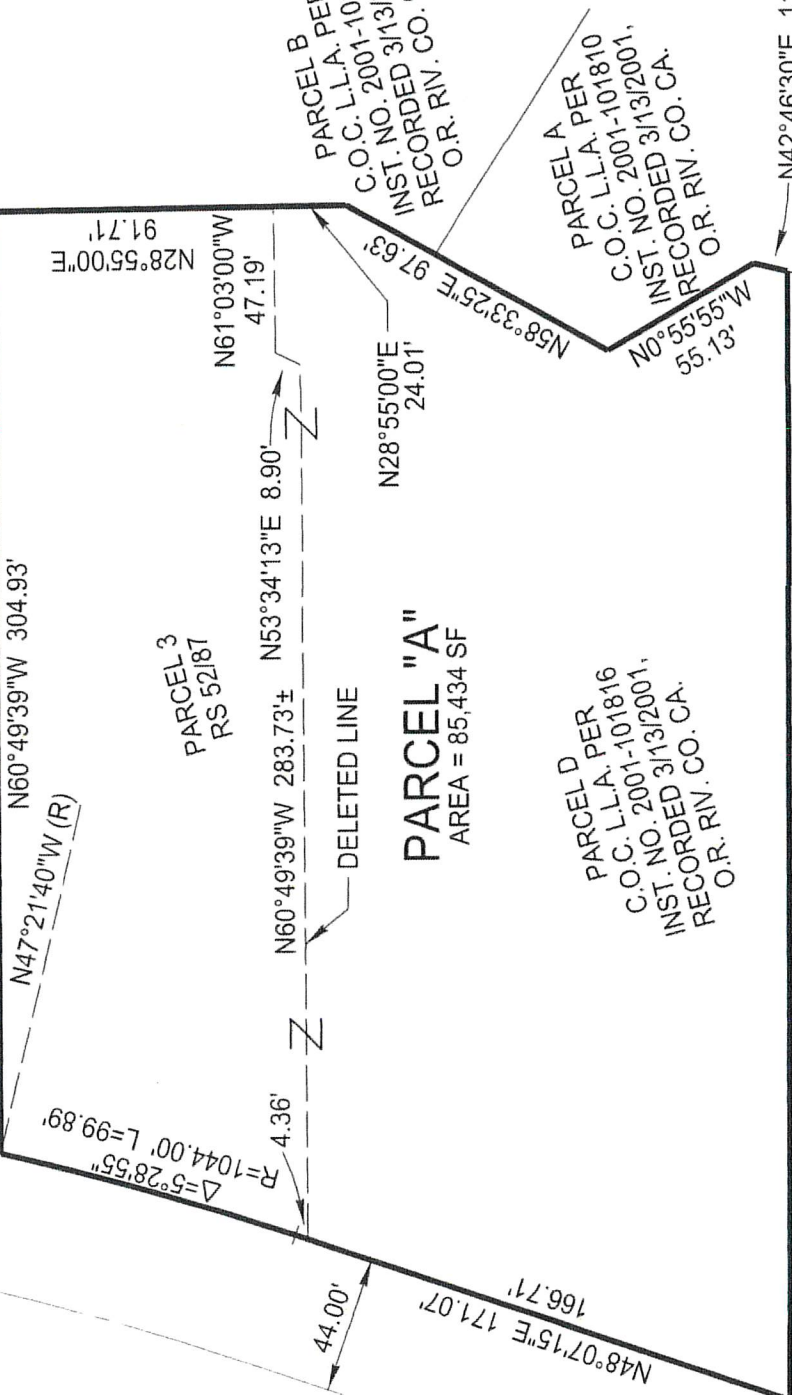 PARCEL B
C.O.C. L.L.A. PER
INST. NO. 2001-10
RECORDED 3/13/
O.R. RIV. CO.
PARCEL A
C.O.C. L.L.A. PER
INST. NO. 2001-101810
RECORDED 3/13/2001,
O.R. RIV. CO. CA.
N42°46'30"E
N28°55'00"E
91.71'
N61°03'00"W
47.19'
N58°33'25"E 97.63'
N0°55'55"W
55.13'
N28°55'00"E
24.01'
N60°49'39"W 304.93'
N47°21'40"W (R)
PARCEL 3
RS 52/87
N53°34'13"E 8.90'
N60°49'39"W 283.73'±
Z
Z
DELETED LINE
PARCEL "A"
AREA = 85,434 SF
PARCEL D
C.O.C. L.L.A. PER
INST. NO. 2001-101816
RECORDED 3/13/2001,
O.R. RIV. CO. CA.
Δ=5°28'55"
R=1044.00' L=99.89'
4.36'
44.00'
N48°07'15"E 171.07'
166.71'